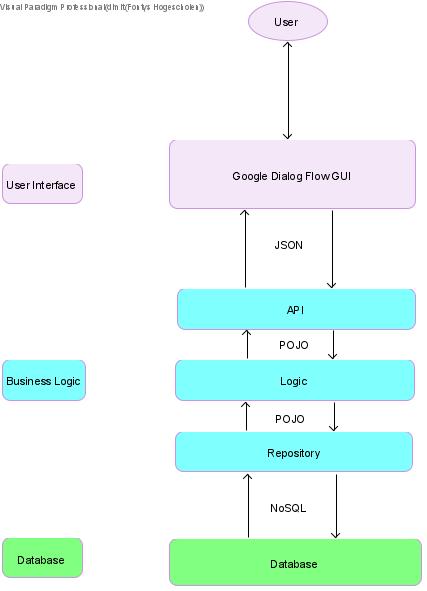 Visual Paradigm Professional(dimit(Fontys Hogescholen))
User
Google Dialog Flow GUI
User Interface
JSON
API
POJO
Business Logic
Logic
POJO
Repository
NoSQL
Database
Database